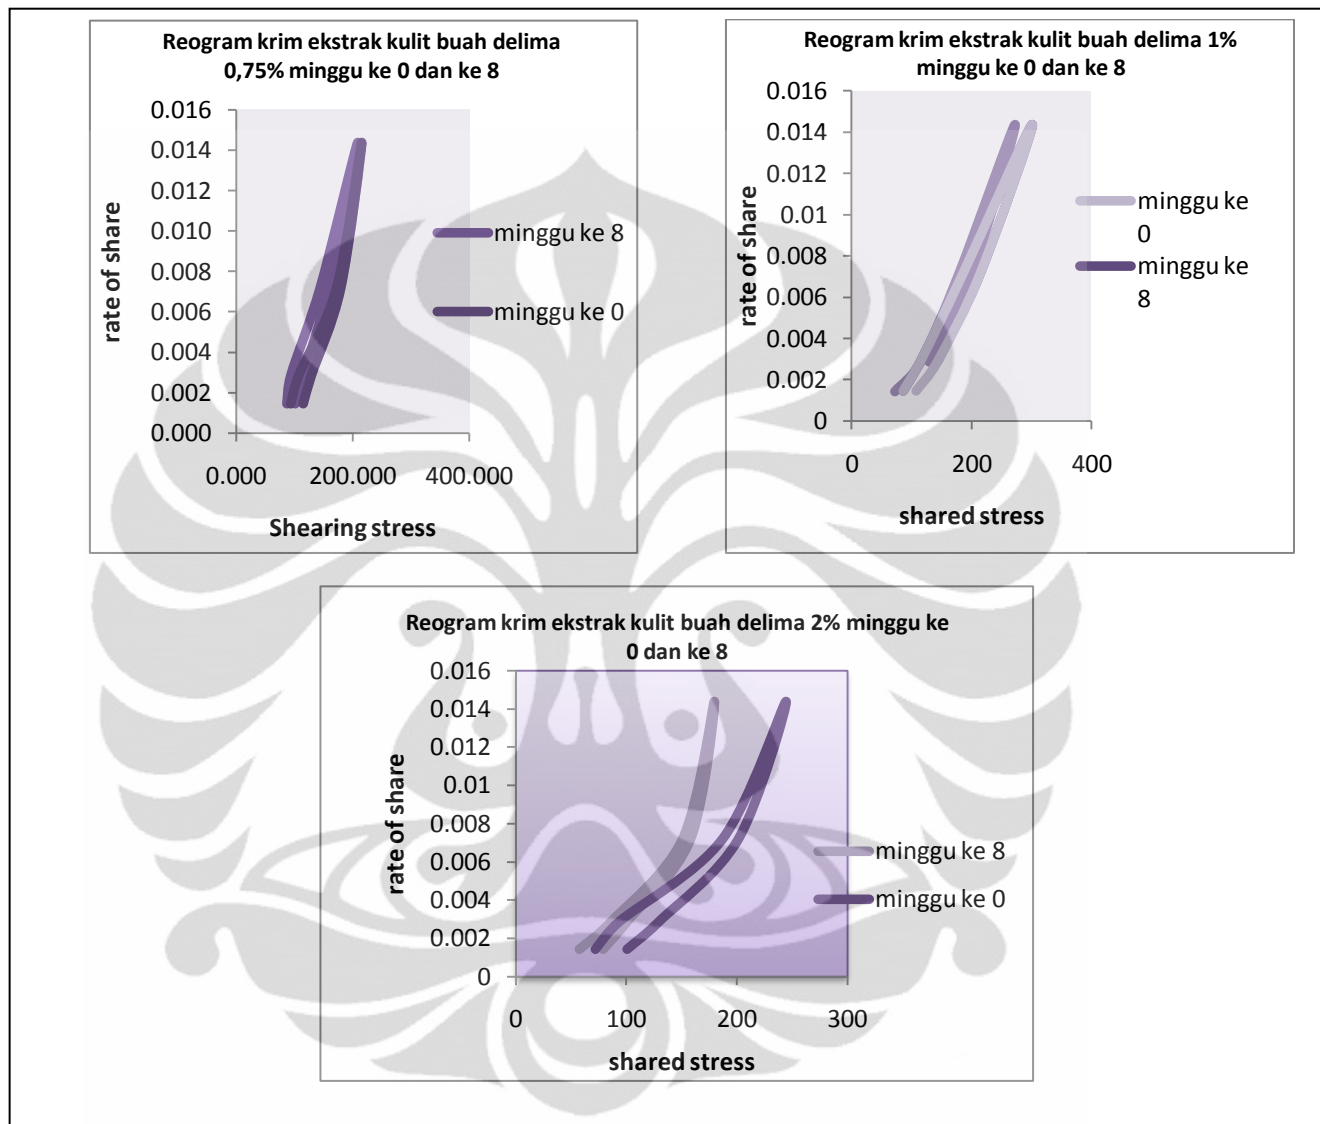 Reogram krim ekstrak kulit buah delima
0,75% minggu ke 0 dan ke 8
0.016
0.014
0.012
0.010
0.008
0.006
0.004
0.002
0.000
rate of share
0.000 200.000 400.000
Shearing stress
minggu ke 8
minggu ke 0
Reogram krim ekstrak kulit buah delima 1%
minggu ke 0 dan ke 8
0.016
0.014
0.012
0.01
0.008
0.006
0.004
0.002
0
rate of share
0 200 400
shared stress
minggu ke
0
minggu ke
8
Reogram krim ekstrak kulit buah delima 2% minggu ke
0 dan ke 8
0.016
0.014
0.012
0.01
0.008
0.006
0.004
0.002
0
rate of share
0 100 200 300
shared stress
minggu ke 8
minggu ke 0